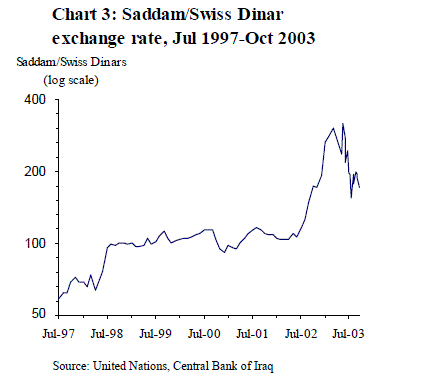 Chart 3: Saddam/Swiss Dinar
exchange rate, Jul 1997-Oct 2003
Saddam/Swiss Dinars
(log scale)
400
200
100
50
Jul-97 Jul-98 Jul-99 Jul-00 Jul-01 Jul-02 Jul-03
Source: United Nations, Central Bank of Iraq